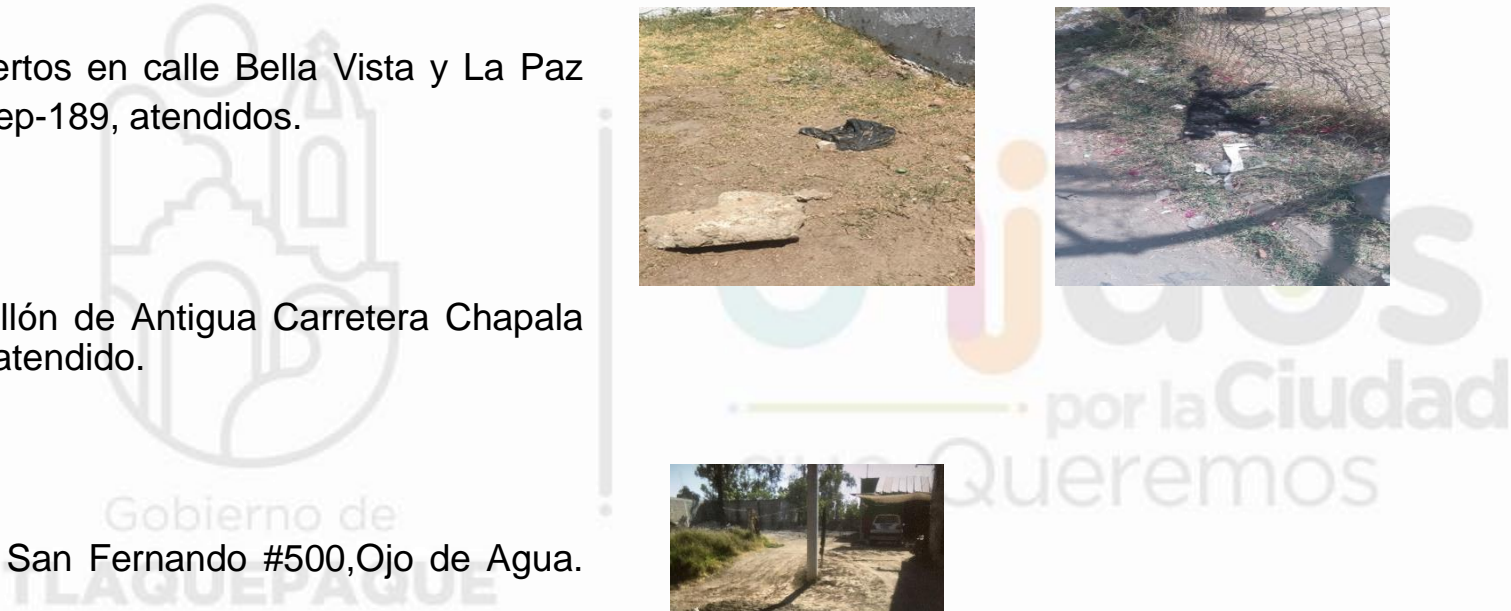 ertos en calle Bella Vista y La Paz
ep-189, atendidos.
llón de Antigua Carretera Chapala
atendido.
San Fernando #500,Ojo de Agua.
Gobierno de
TLAQUEPAQUE
por la Ciudad
que Queremos